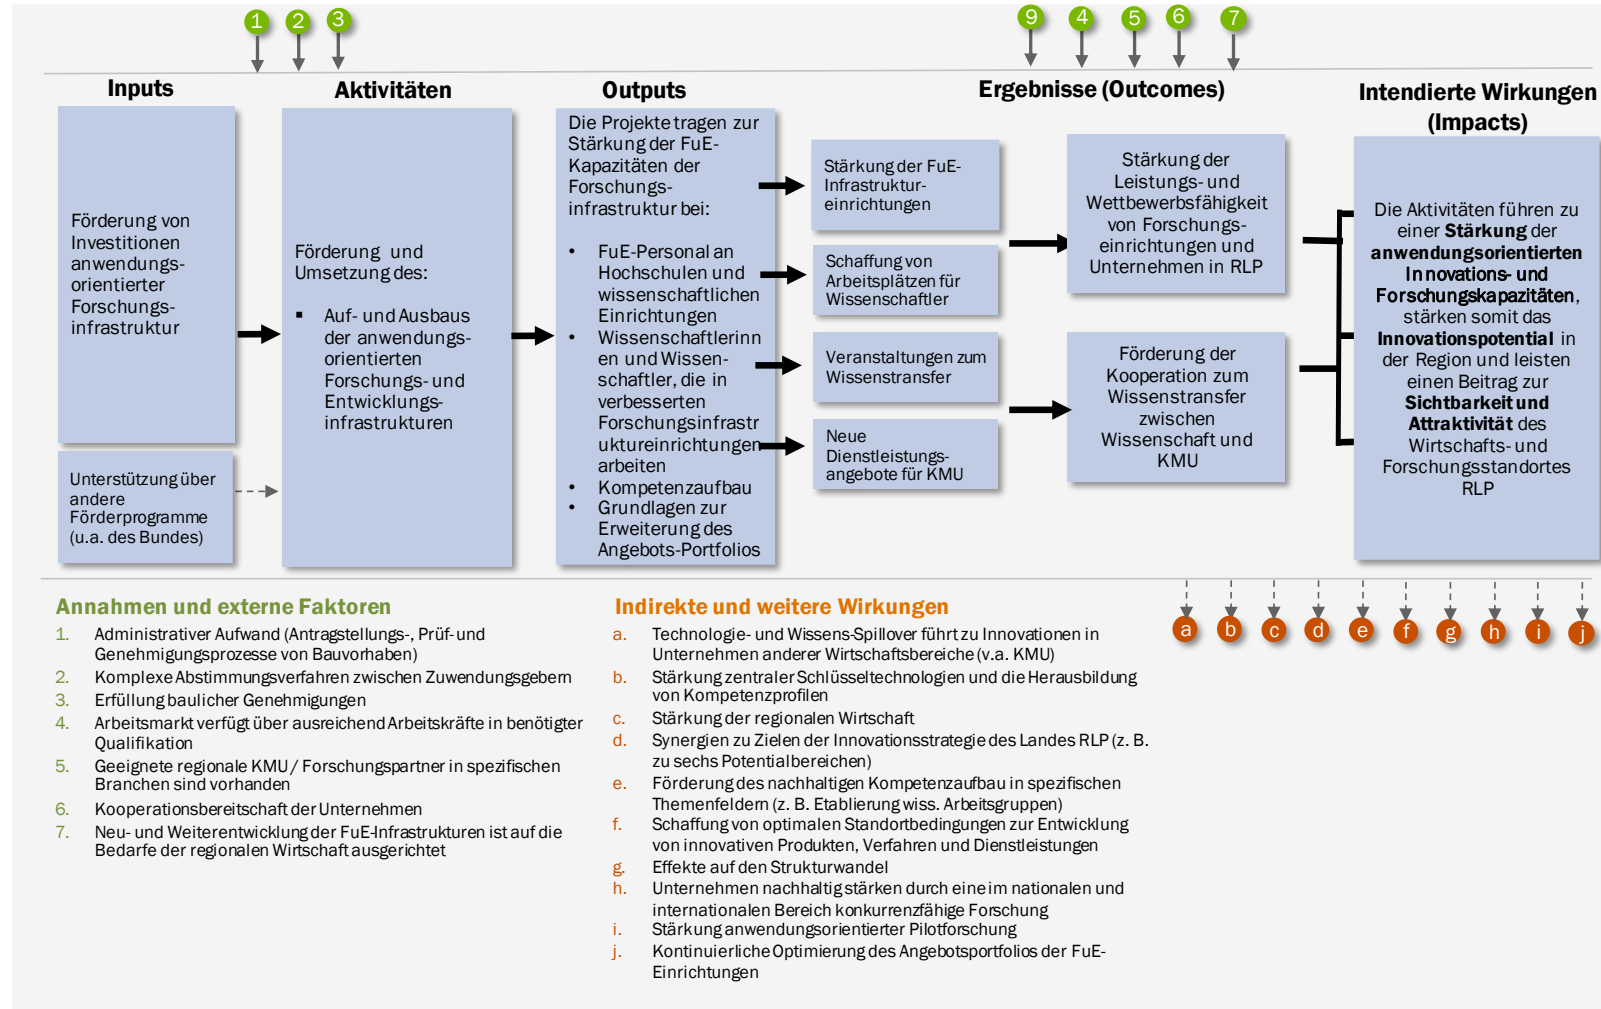 1 2 3 9 4 5 6 7
Inputs
Förderung von
Investitionen
anwendungs-
orientierter
Forschungs-
infrastruktur
Unterstützung über
andere
Förderprogramme
(u.a. des Bundes)
Aktivitäten
Förderung und
Umsetzung des:
▪ Auf- und Ausbaus
der anwendungs-
orientierten
Forschungs- und
Entwicklungs-
infrastrukturen
Outputs
Die Projekte tragen zur
Stärkung der FuE-
Kapazitäten der
Forschungs-
infrastruktur bei:
• FuE-Personal an
Hochschulen und
wissenschaftlichen
Einrichtungen
• Wissenschaftlerinn
en und Wissen-
schaftler, die in
verbesserten
Forschungsinfrastr
uktureinrichtungen
arbeiten
• Kompetenzaufbau
• Grundlagen zur
Erweiterung des
Angebots-Portfolios
Ergebnisse (Outcomes)
Stärkung der FuE-
Infrastruktur-
einrichtungen
Schaffung von
Arbeitsplätzen für
Wissenschaftler
Veranstaltungen zum
Wissenstransfer
Neue
Dienstleistungs-
angebote für KMU
Stärkung der
Leistungs- und
Wettbewerbsfähigkeit
von Forschungs-
einrichtungen und
Unternehmen in RLP
Förderung der
Kooperation zum
Wissenstransfer
zwischen
Wissenschaft und
KMU
Intendierte Wirkungen
(Impacts)
Die Aktivitäten führen zu
einer Stärkung der
anwendungsorientierten
Innovations- und
Forschungskapazitäten,
stärken somit das
Innovationspotential in
der Region und leisten
einen Beitrag zur
Sichtbarkeit und
Attraktivität des
Wirtschafts- und
Forschungsstandortes
RLP
a b c d e f g h i j
Annahmen und externe Faktoren
1. Administrativer Aufwand (Antragstellungs-, Prüf- und
Genehmigungsprozesse von Bauvorhaben)
2. Komplexe Abstimmungsverfahren zwischen Zuwendungsgebern
3. Erfüllung baulicher Genehmigungen
4. Arbeitsmarkt verfügt über ausreichend Arbeitskräfte in benötigter
Qualifikation
5. Geeignete regionale KMU / Forschungspartner in spezifischen
Branchen sind vorhanden
6. Kooperationsbereitschaft der Unternehmen
7. Neu- und Weiterentwicklung der FuE-Infrastrukturen ist auf die
Bedarfe der regionalen Wirtschaft ausgerichtet
Indirekte und weitere Wirkungen
a. Technologie- und Wissens-Spillover führt zu Innovationen in
Unternehmen anderer Wirtschaftsbereiche (v.a. KMU)
b. Stärkung zentraler Schlüsseltechnologien und die Herausbildung
von Kompetenzprofilen
c. Stärkung der regionalen Wirtschaft
d. Synergien zu Zielen der Innovationsstrategie des Landes RLP (z. B.
zu sechs Potentialbereichen)
e. Förderung des nachhaltigen Kompetenzaufbau in spezifischen
Themenfeldern (z. B. Etablierung wiss. Arbeitsgruppen)
f. Schaffung von optimalen Standortbedingungen zur Entwicklung
von innovativen Produkten, Verfahren und Dienstleistungen
g. Effekte auf den Strukturwandel
h. Unternehmen nachhaltig stärken durch eine im nationalen und
internationalen Bereich konkurrenzfähige Forschung
i. Stärkung anwendungsorientierter Pilotforschung
j. Kontinuierliche Optimierung des Angebotsportfolios der FuE-
Einrichtungen